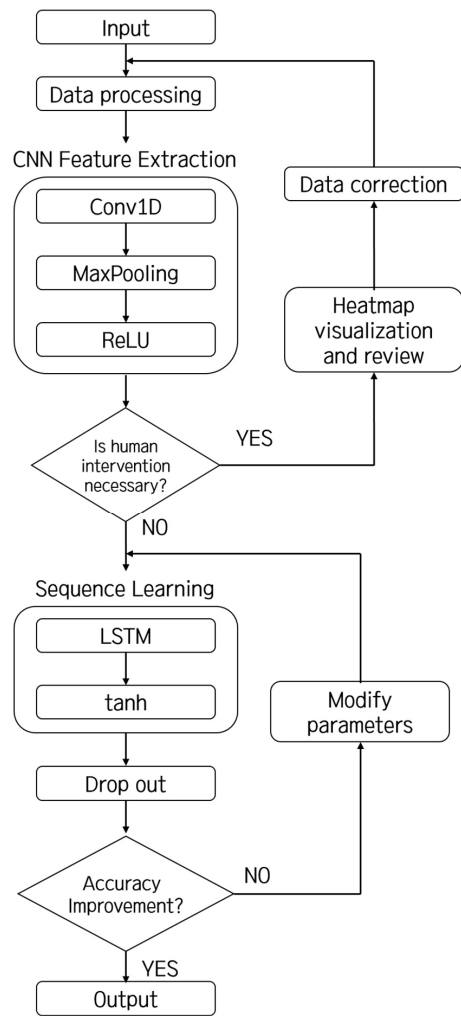 Input
Data processing
CNN Feature Extraction
Conv1D
MaxPooling
ReLU
Data correction
Heatmap
visualization
and review
Is human
intervention
necessary?
YES
NO
Sequence Learning
LSTM
tanh
Modify
parameters
Drop out
Accuracy
Improvement?
NO
YES
Output